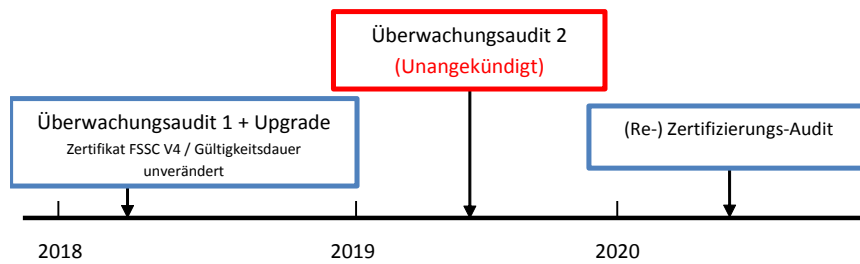 Überwachungsaudit 2
(Unangekündigt)
Überwachungsaudit 1 + Upgrade
Zertifikat FSSC V4 / Gültigkeitsdauer
unverändert
(Re-) Zertifizierungs-Audit
2018
2019
2020